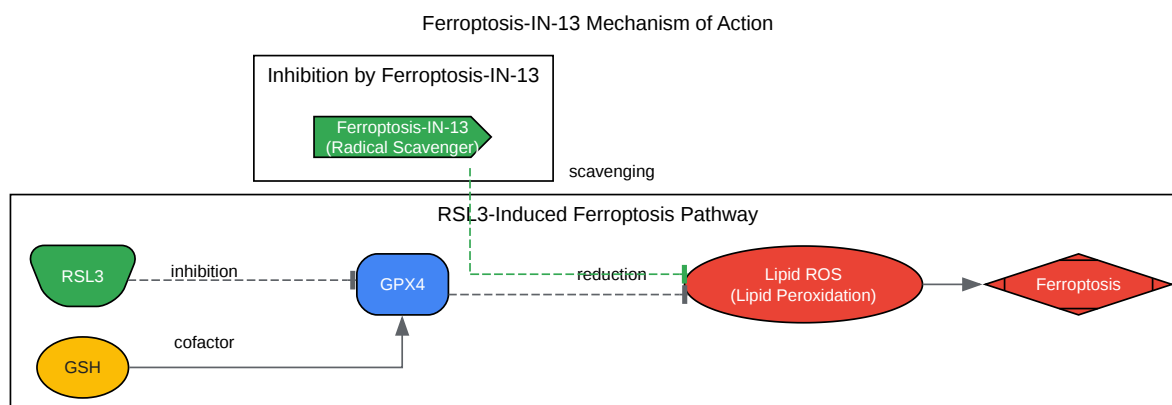 Ferroptosis-IN-13 Mechanism of Action
Inhibition by Ferroptosis-IN-13
Ferroptosis-IN-13
(Radical Scavenger)
scavenging
RSL3-Induced Ferroptosis Pathway
RSL3
inhibition
GPX4
reduction
Lipid ROS
(Lipid Peroxidation)
Ferroptosis
GSH
cofactor